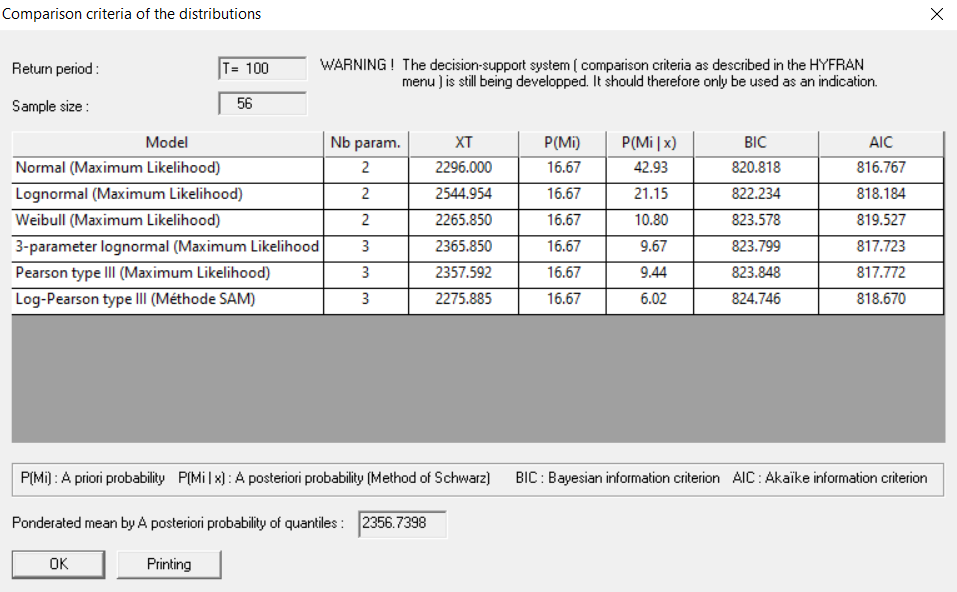 Comparison criteria of the distributions
Return period : T= 100 WARNING ! The decision-support system ( comparison criteria as described in the HYFRAN
menu ) is still being developped. It should therefore only be used as an indication.
Sample size : 56
Model Nb param. XT P(Mi) P(Mi | x) BIC AIC
Normal (Maximum Likelihood) 2 2296.000 16.67 42.93 820.818 816.767
Lognormal (Maximum Likelihood) 2 2544.954 16.67 21.15 822.234 818.184
Weibull (Maximum Likelihood) 2 2265.850 16.67 10.80 823.578 819.527
3-parameter lognormal (Maximum Likelihood 3 2365.850 16.67 9.67 823.799 817.723
Pearson type III (Maximum Likelihood) 3 2357.592 16.67 9.44 823.848 817.772
Log-Pearson type III (Méthode SAM) 3 2275.885 16.67 6.02 824.746 818.670
P(Mi) : A priori probability P(Mi | x) : A posteriori probability (Method of Schwarz) BIC : Bayesian information criterion AIC : Akaïke information criterion
Ponderated mean by A posteriori probability of quantiles : 2356.7398
OK Printing